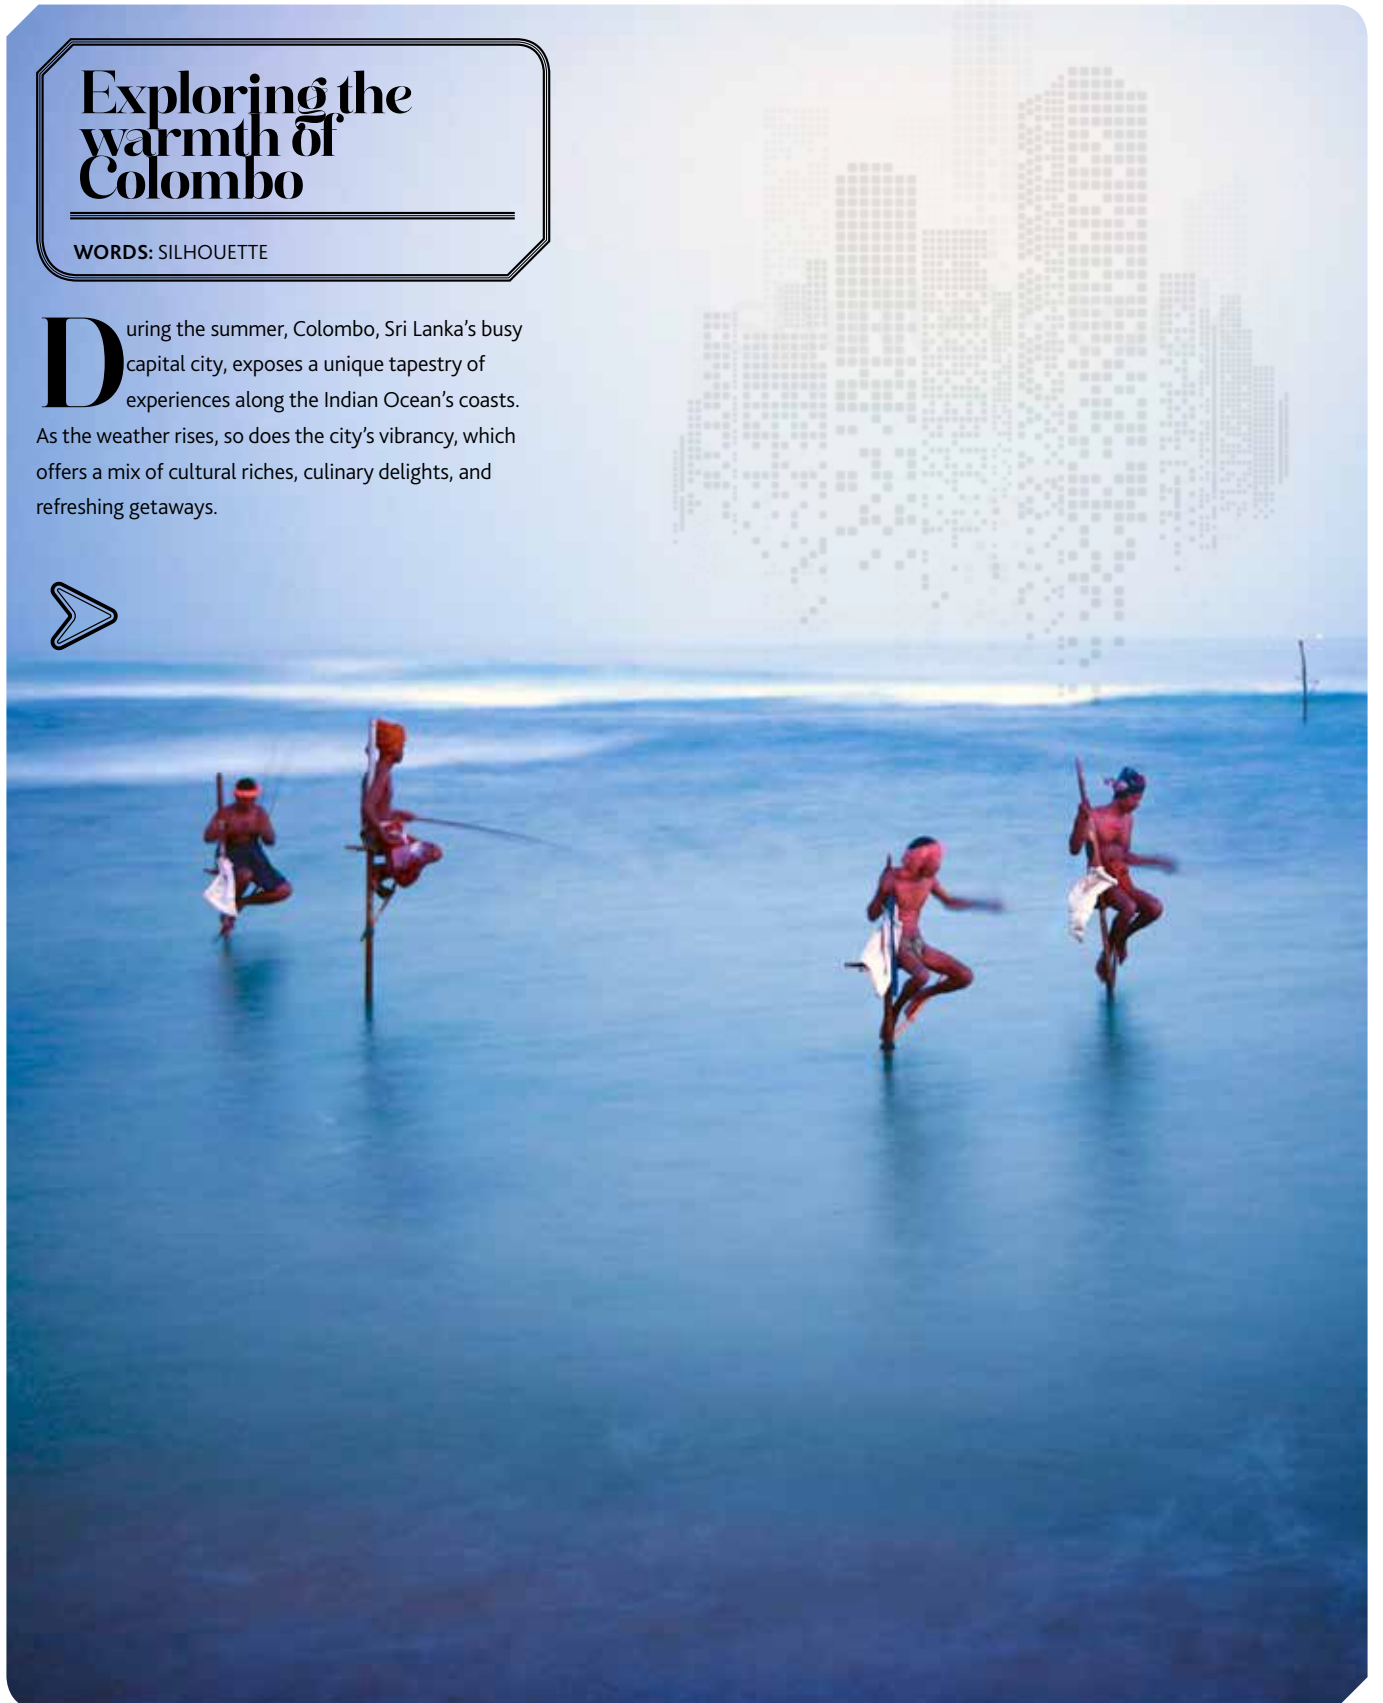 Exploring the
warmth of
Colombo
WORDS: SILHOUETTE
During the summer, Colombo, Sri Lanka’s busy
capital city, exposes a unique tapestry of
experiences along the Indian Ocean’s coasts.
As the weather rises, so does the city’s vibrancy, which
offers a mix of cultural riches, culinary delights, and
refreshing getaways.